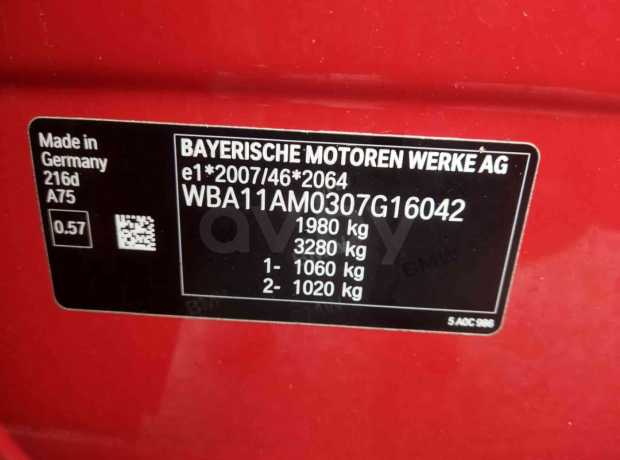 Made in
Germany
216d
A75
0.57
BAYERISCHE MOTOREN WERKE AG
e1*2007/46*2064
WBA11AM0307G16042
1980 kg
3280 kg
1- 1060 kg
2- 1020 kg
5 A0C 986
BMW